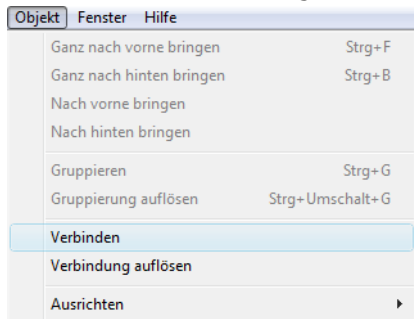 Objekt Fenster Hilfe
Ganz nach vorne bringen Strg+F
Ganz nach hinten bringen Strg+B
Nach vorne bringen
Nach hinten bringen
Gruppieren Strg+G
Gruppierung auflösen Strg+Umschalt+G
Verbinden
Verbindung auflösen
Ausrichten